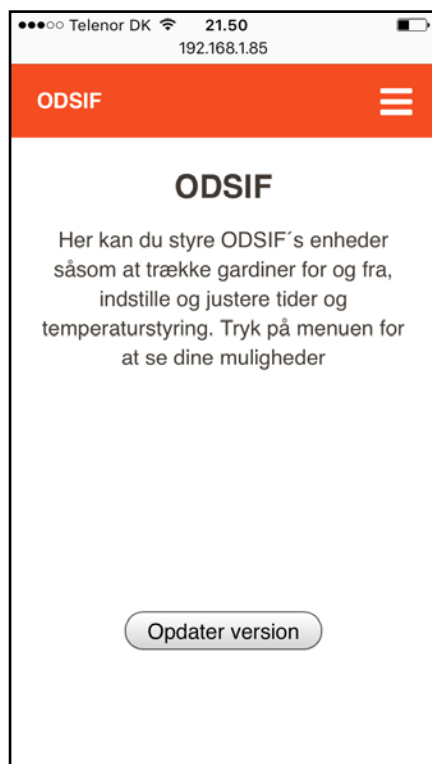 ●●●○○ Telenor DK 21.50
192.168.1.85
ODSIF
ODSIF
Her kan du styre ODSIF´s enheder
såsom at trække gardiner for og fra,
indstille og justere tider og
temperaturstyring. Tryk på menuen for
at se dine muligheder
Opdater version